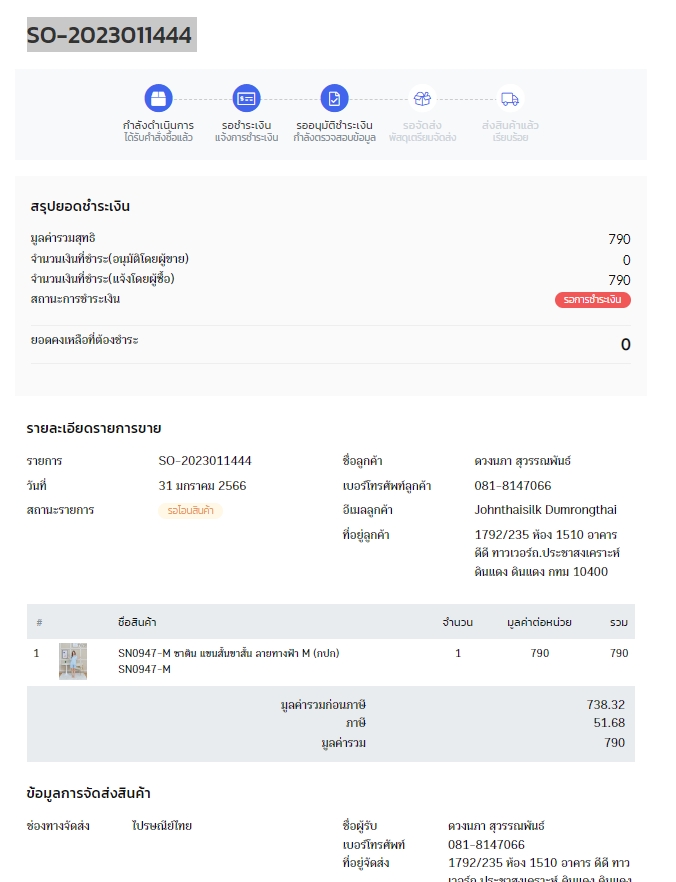 SO-2023011444
กำลังดำเนินการ รอชำระเงิน รออนุมัติชำระเงิน รอจัดส่ง ส่งสินค้าแล้ว
ได้รับคำสั่งซื้อแล้ว แจ้งการชำระเงิน กำลังตรวจสอบข้อมูล พัสดุเตรียมจัดส่ง เรียบร้อย
สรุปยอดชำระเงิน
มูลค่ารวมสุทธิ 790
จำนวนเงินที่ชำระ(อนุมัติโดยผู้ขาย) 0
จำนวนเงินที่ชำระ(แจ้งโดยผู้ซื้อ) 790
สถานะการชำระเงิน รอการชำระเงิน
ยอดคงเหลือที่ต้องชำระ 0
รายละเอียดรายการขาย
รายการ SO-2023011444 ชื่อลูกค้า ดวงนภา สุวรรณพันธ์
วันที่ 31 มกราคม 2566 เบอร์โทรศัพท์ลูกค้า 081-8147066
สถานะรายการ รอโอนสินค้า อีเมลลูกค้า Johnthaisilk Dumrongthai
ที่อยู่ลูกค้า 1792/235 ห้อง 1510 อาคาร
ดีดี ทาวเวอร์ถ.ประชาสงเคราะห์
ดินแดง ดินแดง กทม 10400
# ชื่อสินค้า จำนวน มูลค่าต่อหน่วย รวม
1 SN0947-M ซาติน แขนสั้นขาสั้น ลายทางฟ้า M (กปก) 1 790 790
SN0947-M
มูลค่ารวมก่อนภาษี 738.32
ภาษี 51.68
มูลค่ารวม 790
ข้อมูลการจัดส่งสินค้า
ช่องทางจัดส่ง ไปรษณีย์ไทย ชื่อผู้รับ ดวงนภา สุวรรณพันธ์
เบอร์โทรศัพท์ 081-8147066
ที่อยู่จัดส่ง 1792/235 ห้อง 1510 อาคาร ดีดี ทาว
เวอร์ถ.ประชาสงเคราะห์ ดินแดง ดินแดง